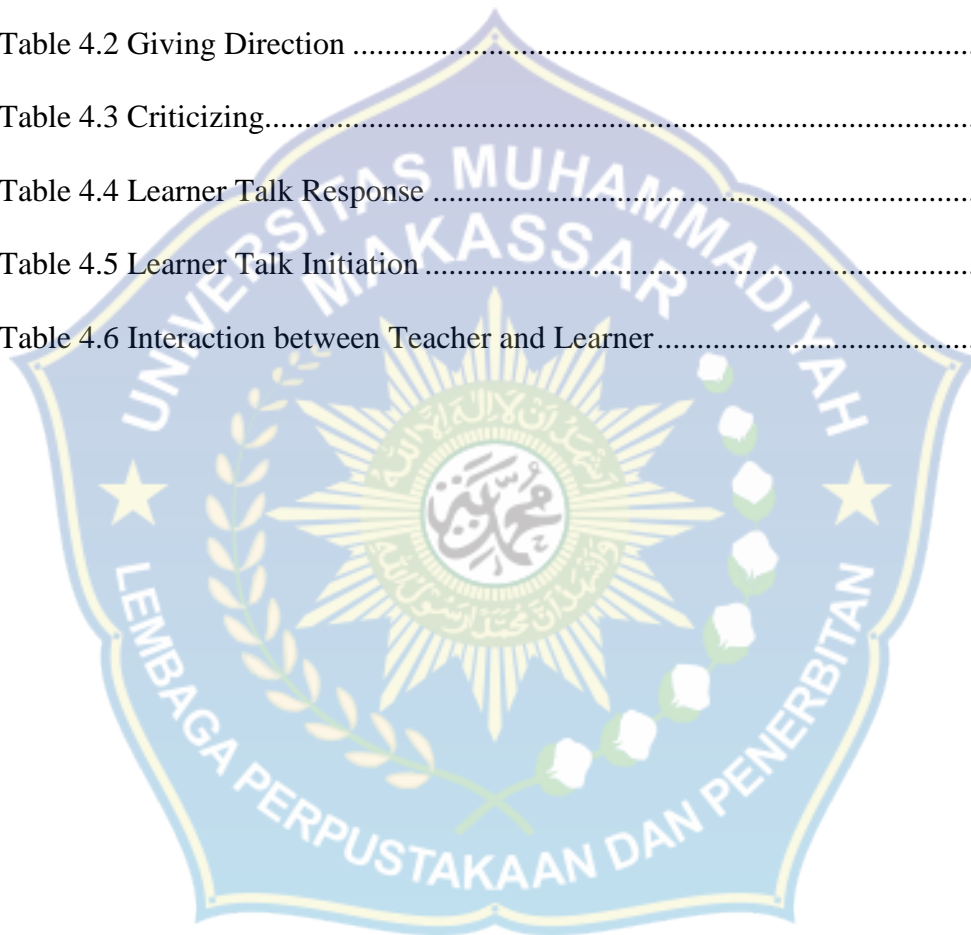 Table 4.2 Giving Direction ......................................................................
Table 4.3 Criticizing......................................................................
Table 4.4 Learner Talk Response ......................................................................
Table 4.5 Learner Talk Initiation......................................................................
Table 4.6 Interaction between Teacher and Learner......................................................................
UNIVERSITAS MUHAMMADIYAH
MAKASSAR
LEMBAGA PERPUSTAKAAN DAN PENERBITAN